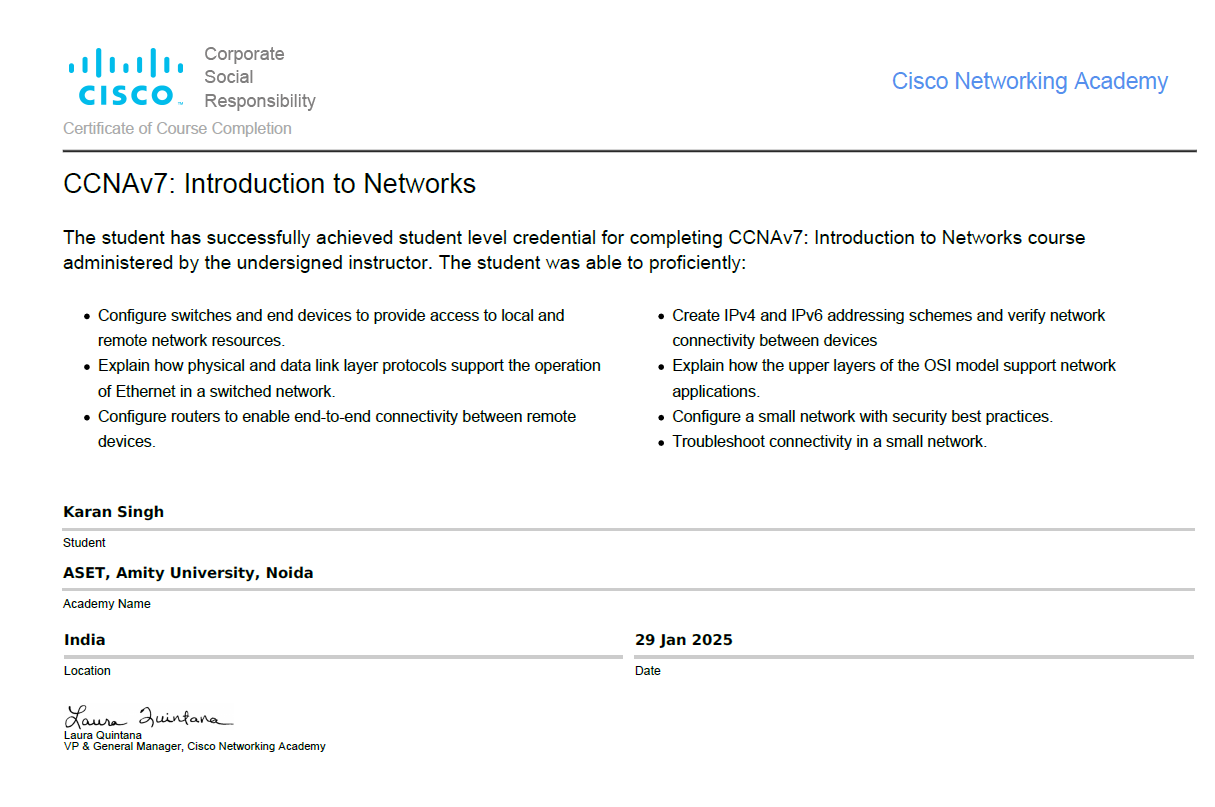 Corporate
Social
Responsibility
CISCO
™
Cisco Networking Academy
Certificate of Course Completion
CCNAv7: Introduction to Networks
The student has successfully achieved student level credential for completing CCNAv7: Introduction to Networks course
administered by the undersigned instructor. The student was able to proficiently:
• Configure switches and end devices to provide access to local and
remote network resources.
• Explain how physical and data link layer protocols support the operation
of Ethernet in a switched network.
• Configure routers to enable end-to-end connectivity between remote
devices.
• Create IPv4 and IPv6 addressing schemes and verify network
connectivity between devices
• Explain how the upper layers of the OSI model support network
applications.
• Configure a small network with security best practices.
• Troubleshoot connectivity in a small network.
Karan Singh
Student
ASET, Amity University, Noida
Academy Name
India
Location
29 Jan 2025
Date
Laura Quintana
Laura Quintana
VP & General Manager, Cisco Networking Academy